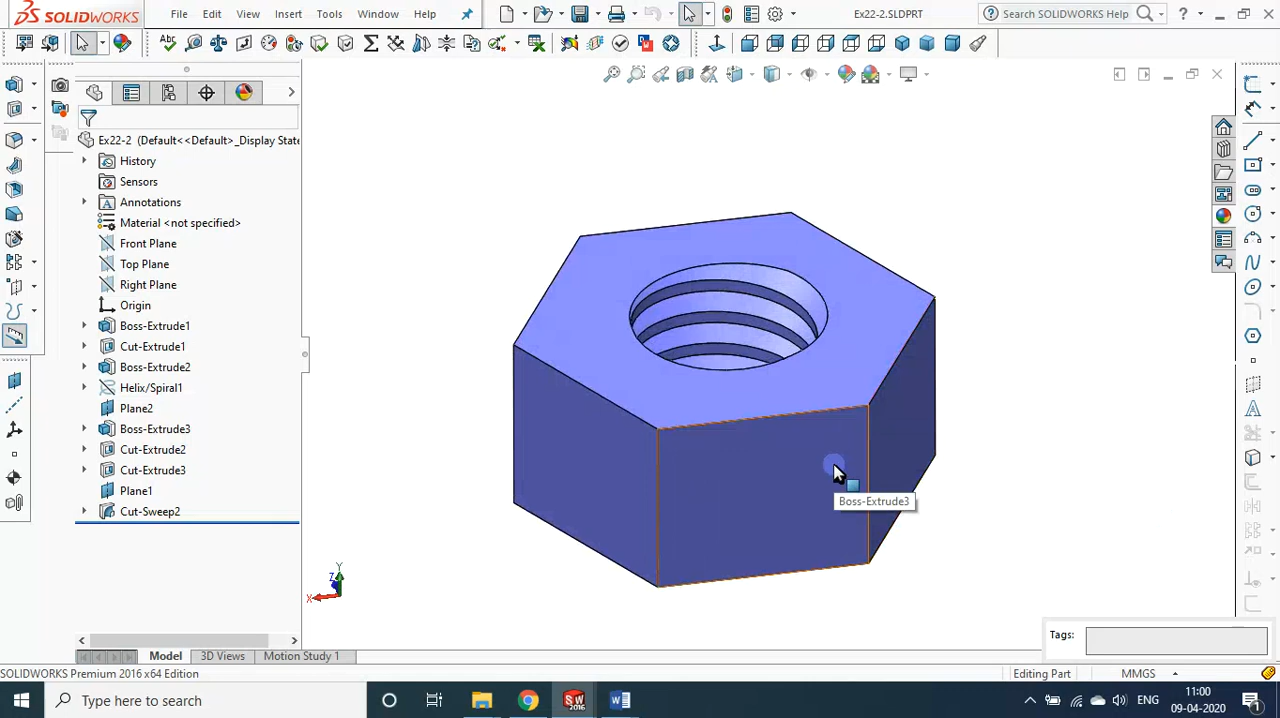 SOLIDWORKS
File
Edit
View
Insert
Tools
Window
Help
Ex22-2.SLDPRT
Search SOLIDWORKS Help
Ex22-2 (Default<<Default>_Display State
History
Sensors
Annotations
Material <not specified>
Front Plane
Top Plane
Right Plane
Origin
Boss-Extrude1
Cut-Extrude1
Boss-Extrude2
Helix/Spiral1
Plane2
Boss-Extrude3
Cut-Extrude2
Cut-Extrude3
Plane1
Cut-Sweep2
Boss-Extrude3
Y
Z
X
Tags:
Model
3D Views
Motion Study 1
SOLIDWORKS Premium 2016 x64 Edition
Editing Part
MMGS
Type here to search
SW
2016
ENG
11:00
09-04-2020
1